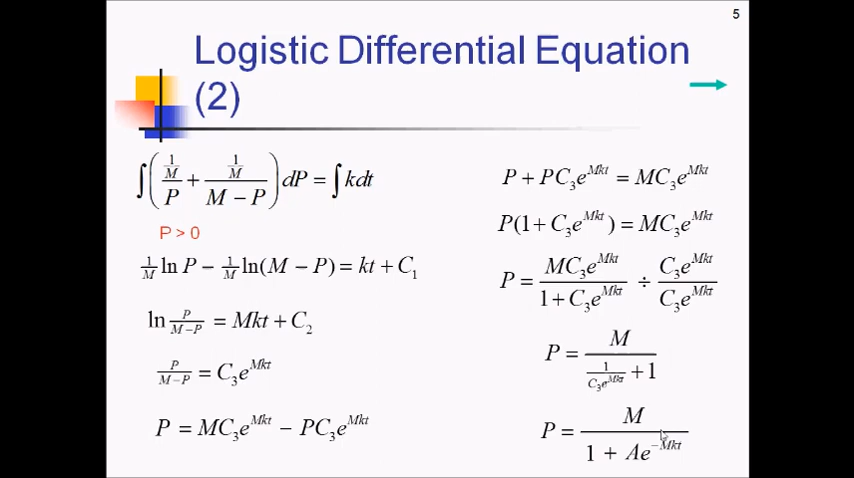 5
Logistic Differential Equation
(2)
∫(1/M / P + 1/M / (M − P)) dP = ∫kdt
P > 0
1/M ln P − 1/M ln(M − P) = kt + C₁
ln P/(M−P) = Mkt + C₂
P/(M−P) = C₃e^(Mkt)
P = MC₃e^(Mkt) − PC₃e^(Mkt)
P + PC₃e^(Mkt) = MC₃e^(Mkt)
P(1 + C₃e^(Mkt)) = MC₃e^(Mkt)
P = MC₃e^(Mkt) / (1 + C₃e^(Mkt)) ÷ C₃e^(Mkt) / C₃e^(Mkt)
P = M / (1/(C₃e^(Mkt)) + 1)
P = M / (1 + Ae^(−Mkt))